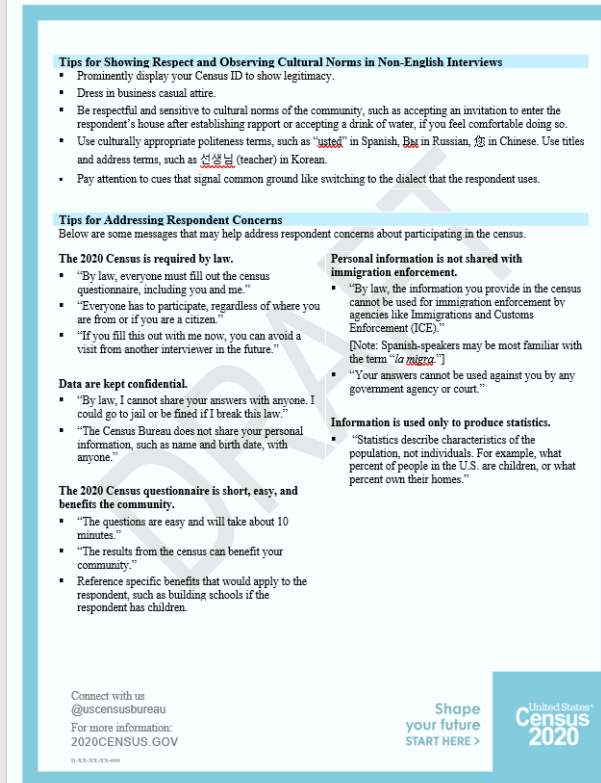 Tips for Showing Respect and Observing Cultural Norms in Non-English Interviews
▪ Prominently display your Census ID to show legitimacy.
▪ Dress in business casual attire.
▪ Be respectful and sensitive to cultural norms of the community, such as accepting an invitation to enter the
respondent’s house after establishing rapport or accepting a drink of water, if you feel comfortable doing so.
▪ Use culturally appropriate politeness terms, such as “usted” in Spanish, Вы in Russian, 您 in Chinese. Use titles
and address terms, such as 선생님 (teacher) in Korean.
▪ Pay attention to cues that signal common ground like switching to the dialect that the respondent uses.
Tips for Addressing Respondent Concerns
Below are some messages that may help address respondent concerns about participating in the census.
The 2020 Census is required by law.
▪ “By law, everyone must fill out the census
questionnaire, including you and me.”
▪ “Everyone has to participate, regardless of where you
are from or if you are a citizen.”
▪ “If you fill this out with me now, you can avoid a
visit from another interviewer in the future.”
Data are kept confidential.
▪ “By law, I cannot share your answers with anyone. I
could go to jail or be fined if I break this law.”
▪ “The Census Bureau does not share your personal
information, such as name and birth date, with
anyone.”
The 2020 Census questionnaire is short, easy, and
benefits the community.
▪ “The questions are easy and will take about 10
minutes.”
▪ “The results from the census can benefit your
community.”
▪ Reference specific benefits that would apply to the
respondent, such as building schools if the
respondent has children.
Personal information is not shared with
immigration enforcement.
▪ “By law, the information you provide in the census
cannot be used for immigration enforcement by
agencies like Immigrations and Customs
Enforcement (ICE).”
[Note: Spanish-speakers may be most familiar with
the term “la migra.”]
▪ “Your answers cannot be used against you by any
government agency or court.”
Information is used only to produce statistics.
▪ “Statistics describe characteristics of the
population, not individuals. For example, what
percent of people in the U.S. are children, or what
percent own their homes.”
DRAFT
Connect with us
@uscensusbureau
For more information:
2020CENSUS.GOV
D-XX-XX-XX-###
Shape
your future
START HERE >
United States®
Census
2020